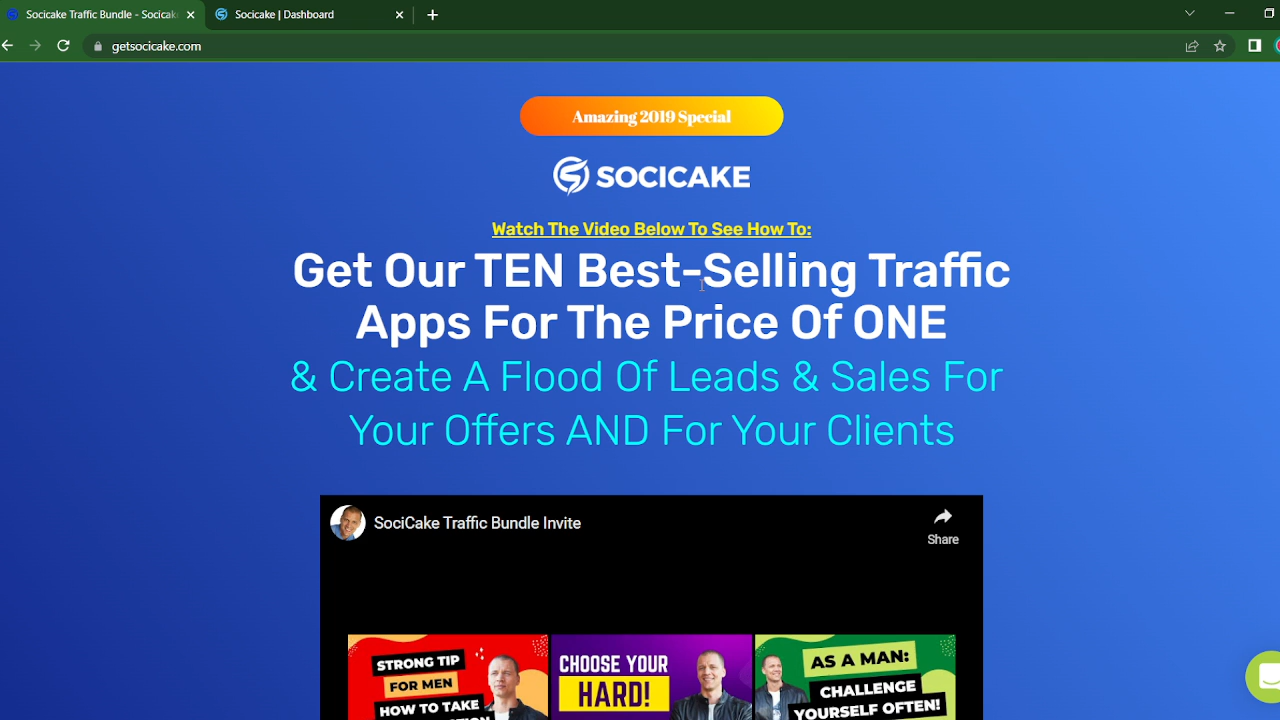 Socicake Traffic Bundle - Socicak
Socicake | Dashboard
getsocicake.com
Amazing 2019 Special
SOCICAKE
Watch The Video Below To See How To:
Get Our TEN Best-Selling Traffic
Apps For The Price Of ONE
& Create A Flood Of Leads & Sales For
Your Offers AND For Your Clients
SociCake Traffic Bundle Invite
Share
STRONG TIP
FOR MEN
HOW TO TAKE
CHOOSE YOUR
HARD!
AS A MAN:
CHALLENGE
YOURSELF OFTEN!